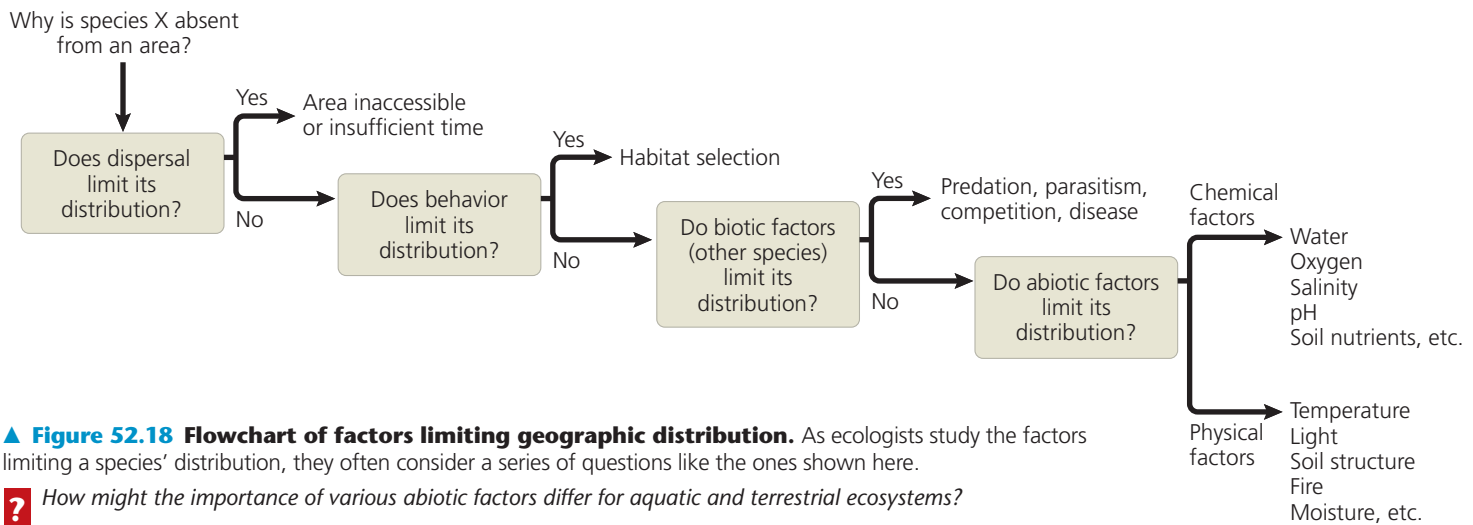 Why is species X absent
from an area?
Does dispersal
limit its
distribution?
Yes
Area inaccessible
or insufficient time
No
Does behavior
limit its
distribution?
Yes
Habitat selection
No
Do biotic factors
(other species)
limit its
distribution?
Yes
Predation, parasitism,
competition, disease
No
Do abiotic factors
limit its
distribution?
Chemical
factors
Water
Oxygen
Salinity
pH
Soil nutrients, etc.
Physical
factors
Temperature
Light
Soil structure
Fire
Moisture, etc.
▲ Figure 52.18 Flowchart of factors limiting geographic distribution. As ecologists study the factors
limiting a species’ distribution, they often consider a series of questions like the ones shown here.
? How might the importance of various abiotic factors differ for aquatic and terrestrial ecosystems?